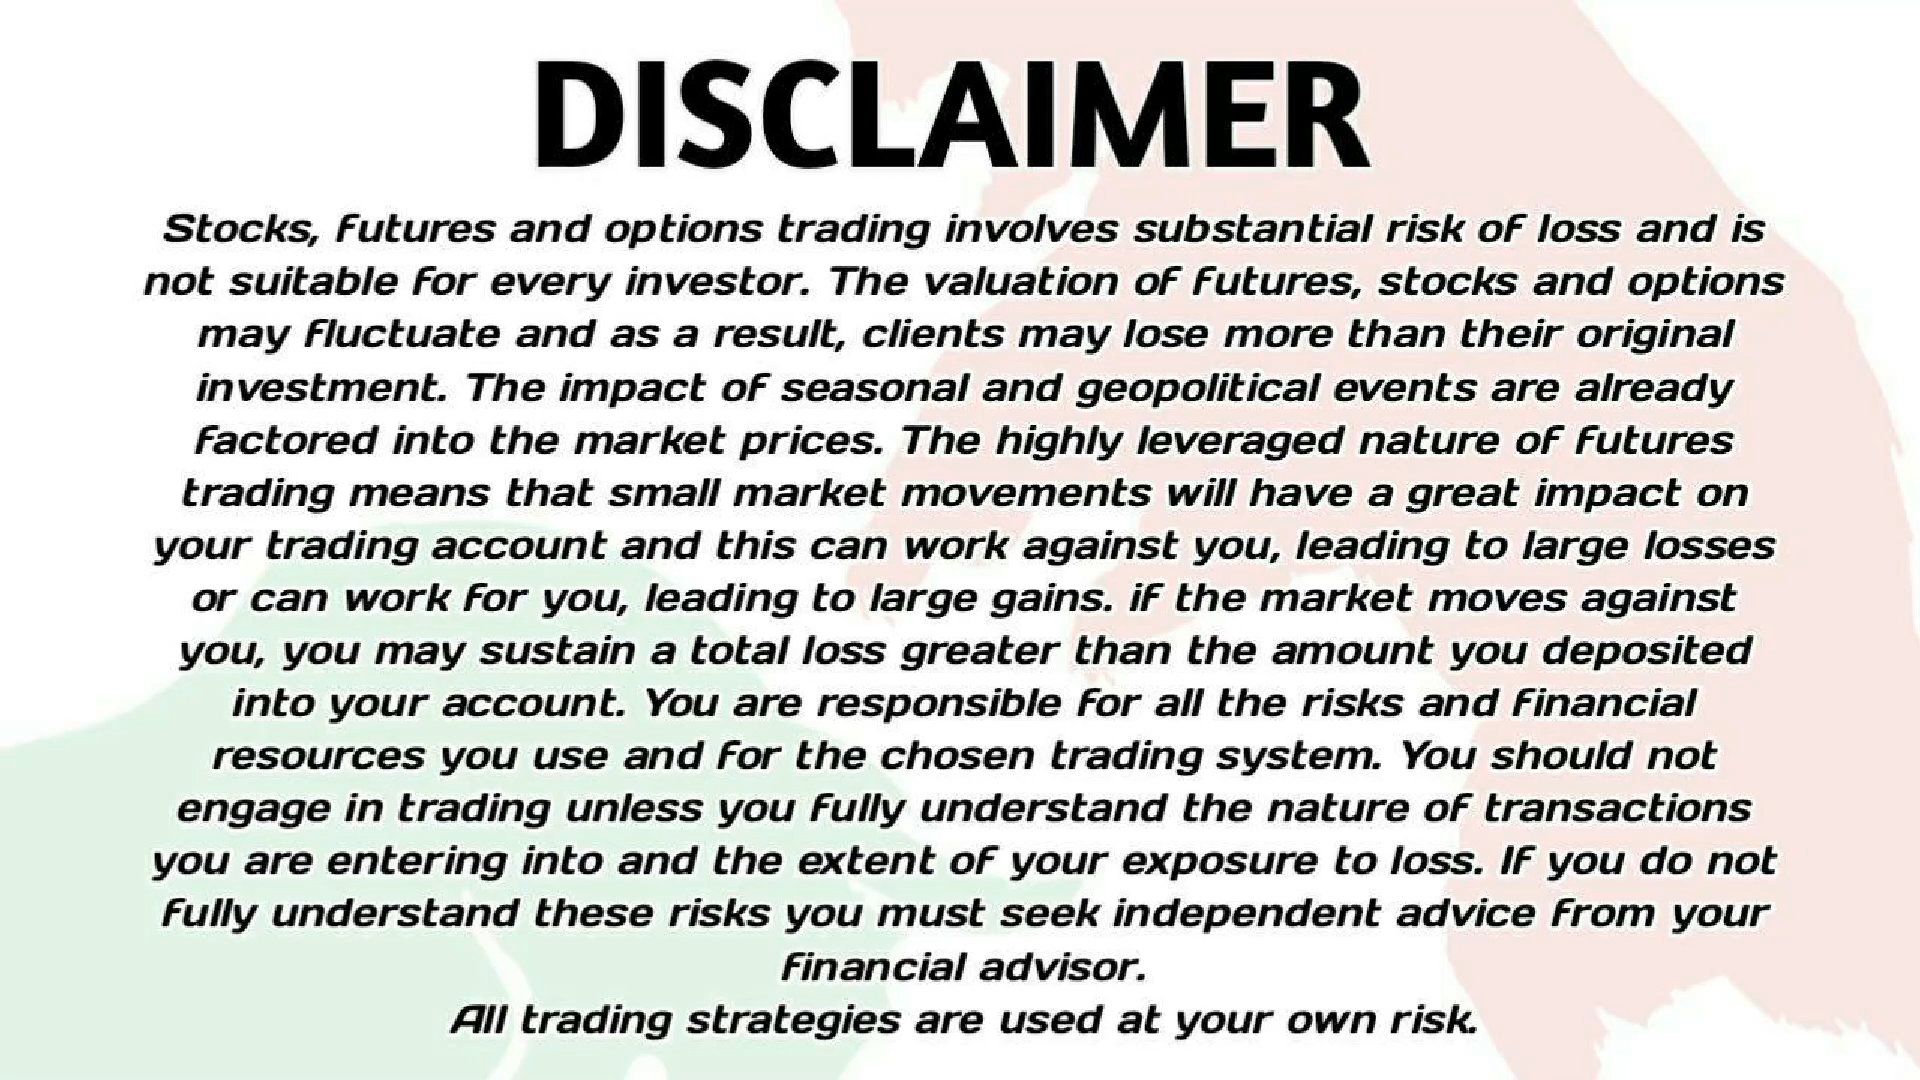 DISCLAIMER
Stocks, futures and options trading involves substantial risk of loss and is
not suitable for every investor. The valuation of futures, stocks and options
may fluctuate and as a result, clients may lose more than their original
investment. The impact of seasonal and geopolitical events are already
factored into the market prices. The highly leveraged nature of futures
trading means that small market movements will have a great impact on
your trading account and this can work against you, leading to large losses
or can work for you, leading to large gains. if the market moves against
you, you may sustain a total loss greater than the amount you deposited
into your account. You are responsible for all the risks and financial
resources you use and for the chosen trading system. You should not
engage in trading unless you fully understand the nature of transactions
you are entering into and the extent of your exposure to loss. If you do not
fully understand these risks you must seek independent advice from your
financial advisor.
All trading strategies are used at your own risk.